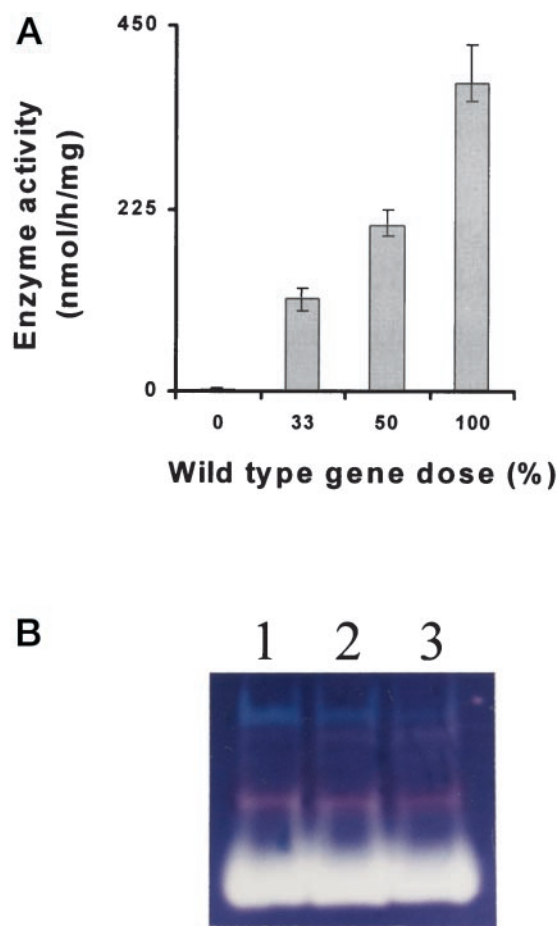 A
Enzyme activity
(nmol/h/mg)
450
225
0
0 33 50 100
Wild type gene dose (%)
B
1 2 3